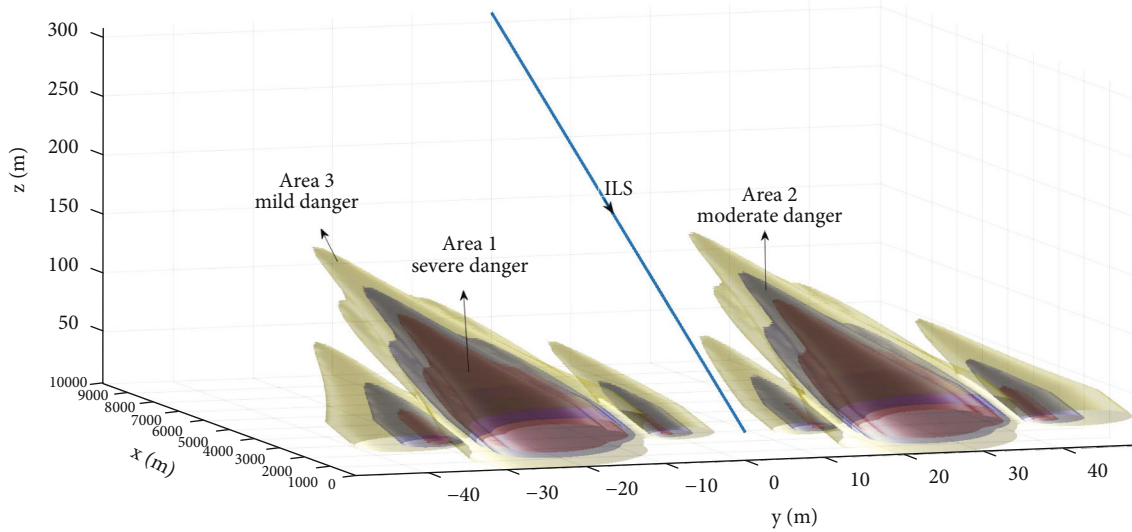 300
250
200
150
100
50
z (m)
Area 3
mild danger
Area 1
severe danger
ILS
Area 2
moderate danger
10000
9000
8000
7000
6000
5000
4000
3000
2000
1000
0
x (m)
−40
−30
−20
−10
0
10
20
30
40
y (m)